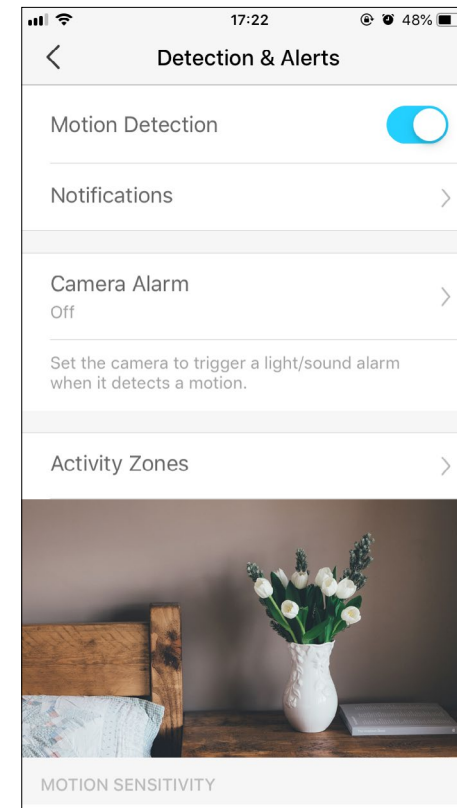 17:22
48%
Detection & Alerts
Motion Detection
Notifications
Camera Alarm
Off
Set the camera to trigger a light/sound alarm
when it detects a motion.
Activity Zones
MOTION SENSITIVITY